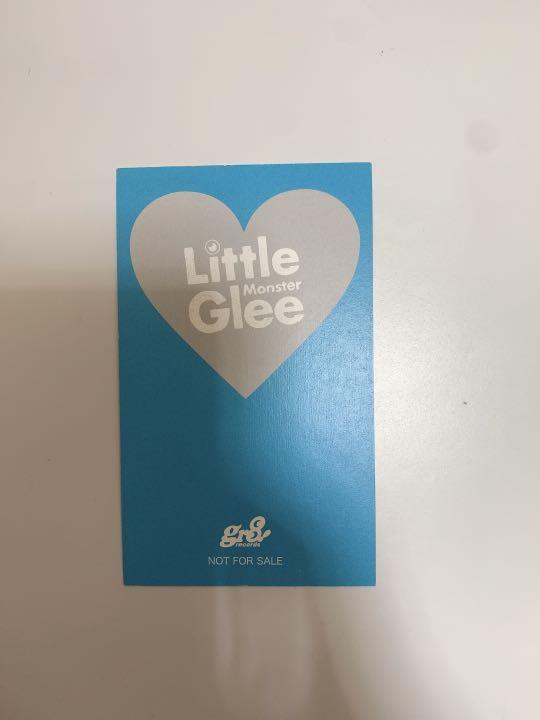 Little
Monster
Glee
gr8!
records
NOT FOR SALE